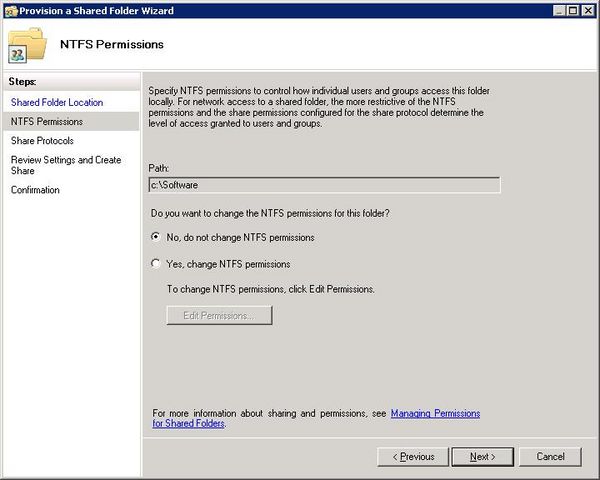 Provision a Shared Folder Wizard
NTFS Permissions
Steps:
Shared Folder Location
NTFS Permissions
Share Protocols
Review Settings and Create
Share
Confirmation
Specify NTFS permissions to control how individual users and groups access this folder
locally. For network access to a shared folder, the more restrictive of the NTFS
permissions and the share permissions configured for the share protocol determine the
level of access granted to users and groups.
Path:
c:\Software
Do you want to change the NTFS permissions for this folder?
No, do not change NTFS permissions
Yes, change NTFS permissions
To change NTFS permissions, click Edit Permissions.
Edit Permissions...
For more information about sharing and permissions, see Managing Permissions
for Shared Folders.
< Previous
Next >
Cancel